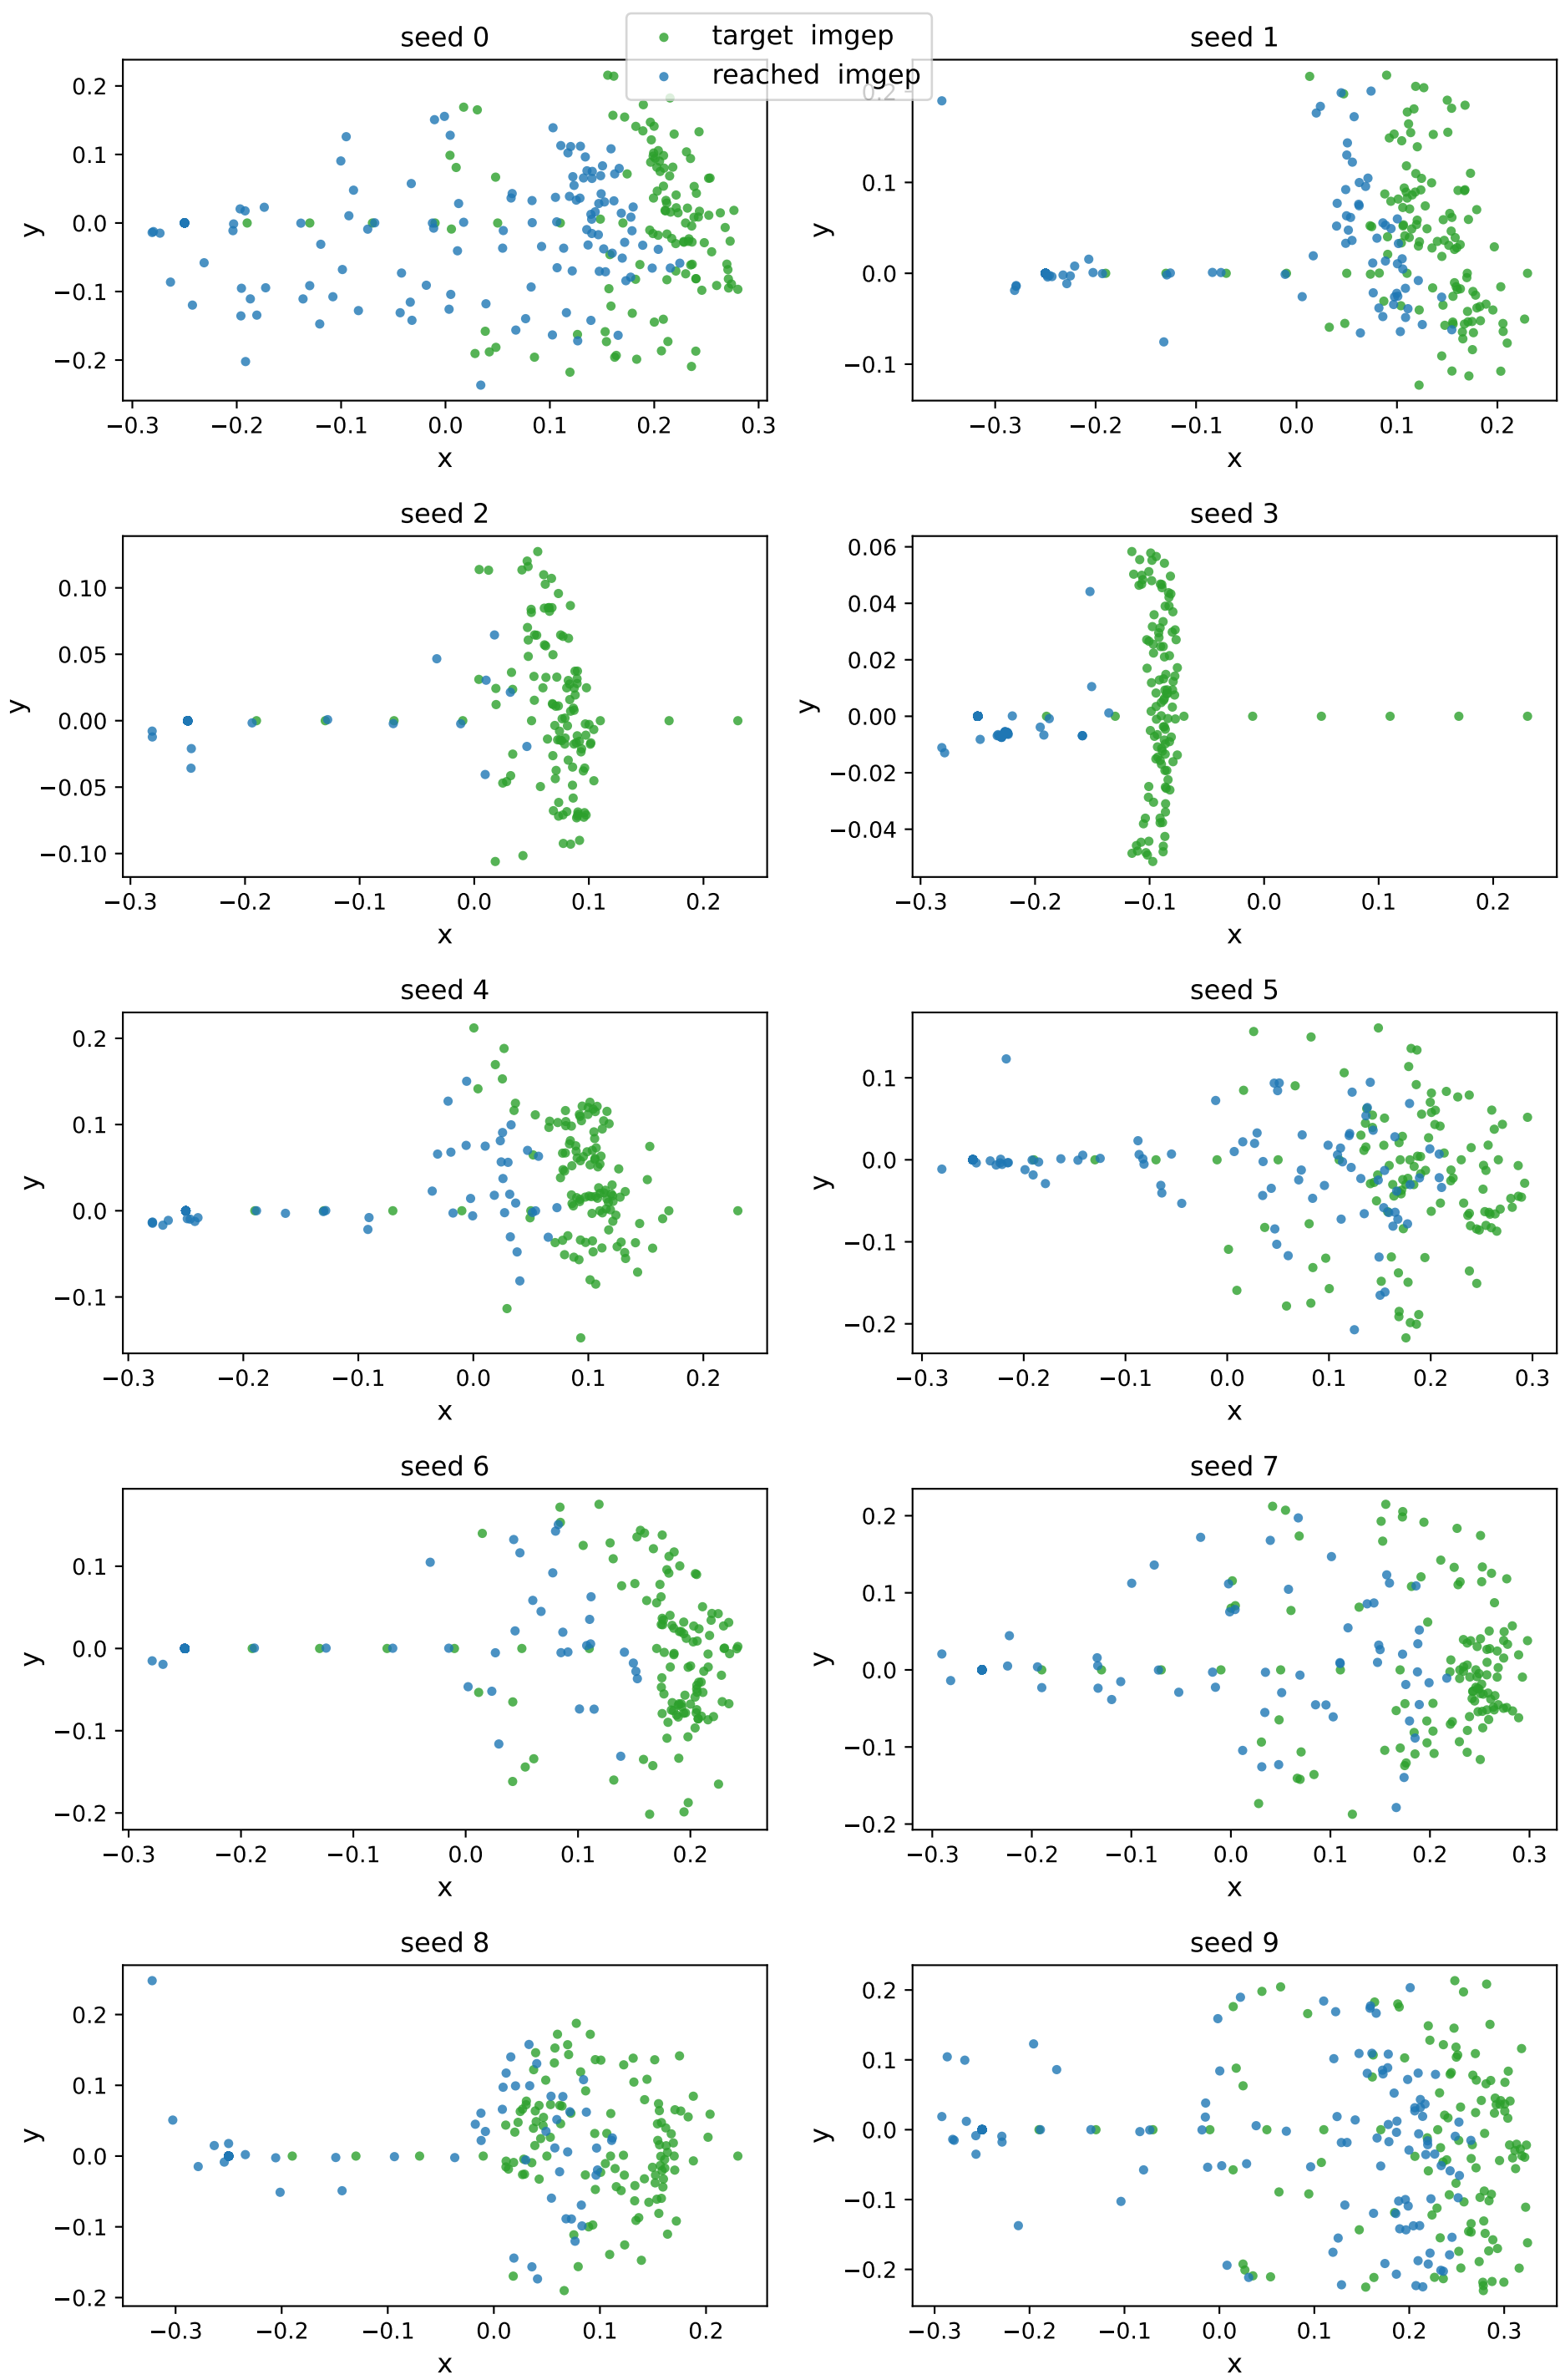 target imgep
reached imgep
seed 0
0.2
0.1
0.0
−0.1
−0.2
y
−0.3 −0.2 −0.1 0.0 0.1 0.2 0.3
x
seed 1
0.2
0.1
0.0
−0.1
y
−0.3 −0.2 −0.1 0.0 0.1 0.2
x
seed 2
0.10
0.05
0.00
−0.05
−0.10
y
−0.3 −0.2 −0.1 0.0 0.1 0.2
x
seed 3
0.06
0.04
0.02
0.00
−0.02
−0.04
y
−0.3 −0.2 −0.1 0.0 0.1 0.2
x
seed 4
0.2
0.1
0.0
−0.1
y
−0.3 −0.2 −0.1 0.0 0.1 0.2
x
seed 5
0.1
0.0
−0.1
−0.2
y
−0.3 −0.2 −0.1 0.0 0.1 0.2 0.3
x
seed 6
0.1
0.0
−0.1
−0.2
y
−0.3 −0.2 −0.1 0.0 0.1 0.2
x
seed 7
0.2
0.1
0.0
−0.1
−0.2
y
−0.3 −0.2 −0.1 0.0 0.1 0.2 0.3
x
seed 8
0.2
0.1
0.0
−0.1
−0.2
y
−0.3 −0.2 −0.1 0.0 0.1 0.2
x
seed 9
0.2
0.1
0.0
−0.1
−0.2
y
−0.3 −0.2 −0.1 0.0 0.1 0.2 0.3
x